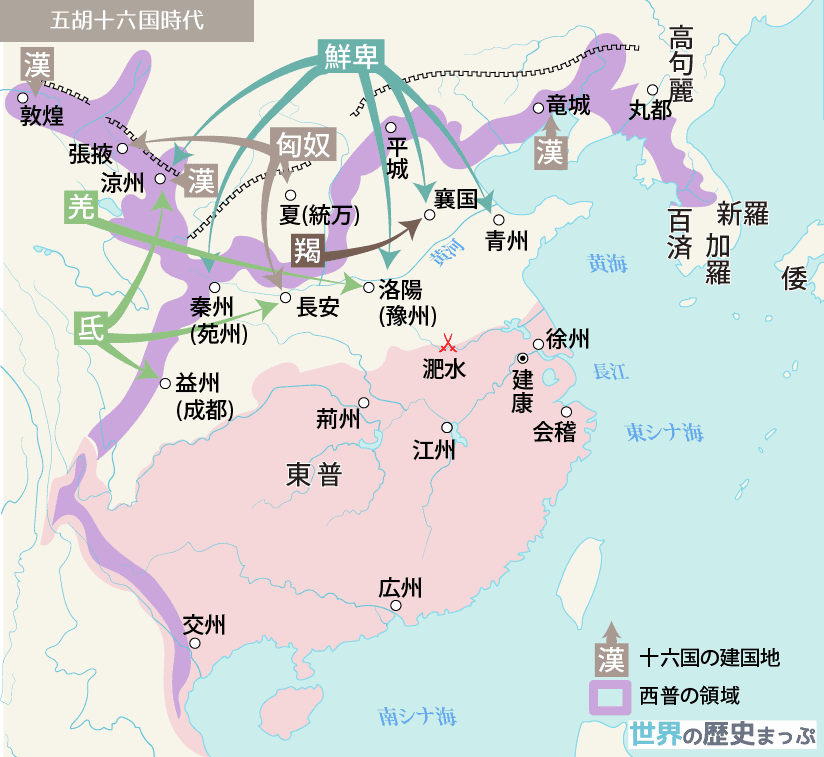 五胡十六国時代
漢
敦煌
張掖
涼州
漢
羌
氐
鮮卑
匈奴
夏(統万)
羯
平城
襄国
青州
黄河
竜城
漢
丸都
高句麗
百済
新羅
加羅
倭
黄海
秦州
(苑州)
長安
洛陽
(豫州)
益州
(成都)
淝水
徐州
建康
長江
会稽
東シナ海
荊州
江州
東普
広州
交州
南シナ海
漢 十六国の建国地
西普の領域
世界の歴史まっぷ